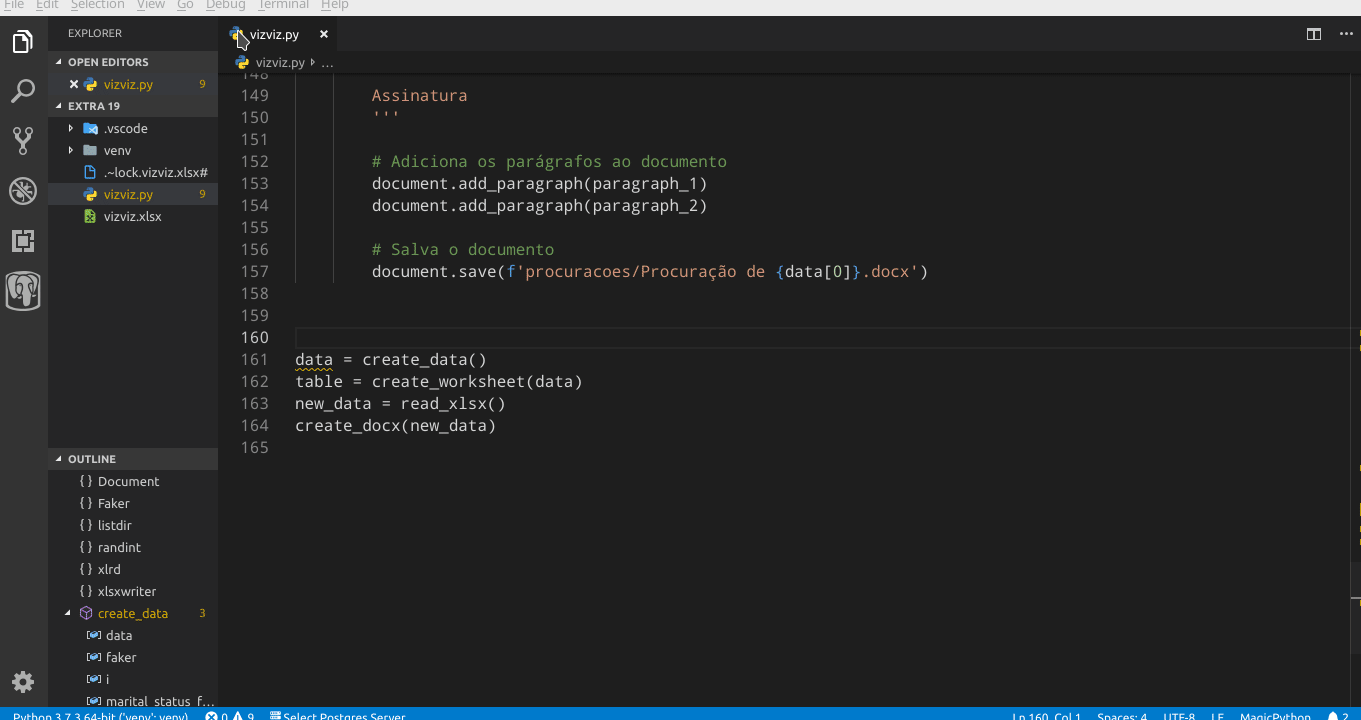 File Edit Selection View Go Debug Terminal Help
EXPLORER
OPEN EDITORS
vizviz.py 9
EXTRA 19
.vscode
venv
.~lock.vizviz.xlsx#
vizviz.py 9
vizviz.xlsx
OUTLINE
{ } Document
{ } Faker
{ } listdir
{ } randint
{ } xlrd
{ } xlsxwriter
create_data 3
data
faker
i
marital_status_f...
vizviz.py
vizviz.py ...
148
149 Assinatura
150 '''
151
152 # Adiciona os parágrafos ao documento
153 document.add_paragraph(paragraph_1)
154 document.add_paragraph(paragraph_2)
155
156 # Salva o documento
157 document.save(f'procuracoes/Procuração de {data[0]}.docx')
158
159
160
161 data = create_data()
162 table = create_worksheet(data)
163 new_data = read_xlsx()
164 create_docx(new_data)
165
Python 3.7.3 64-bit ('venv': venv) 0 9 Select Postgres Server Ln 160, Col 1 Spaces: 4 UTF-8 LF MagicPython 2